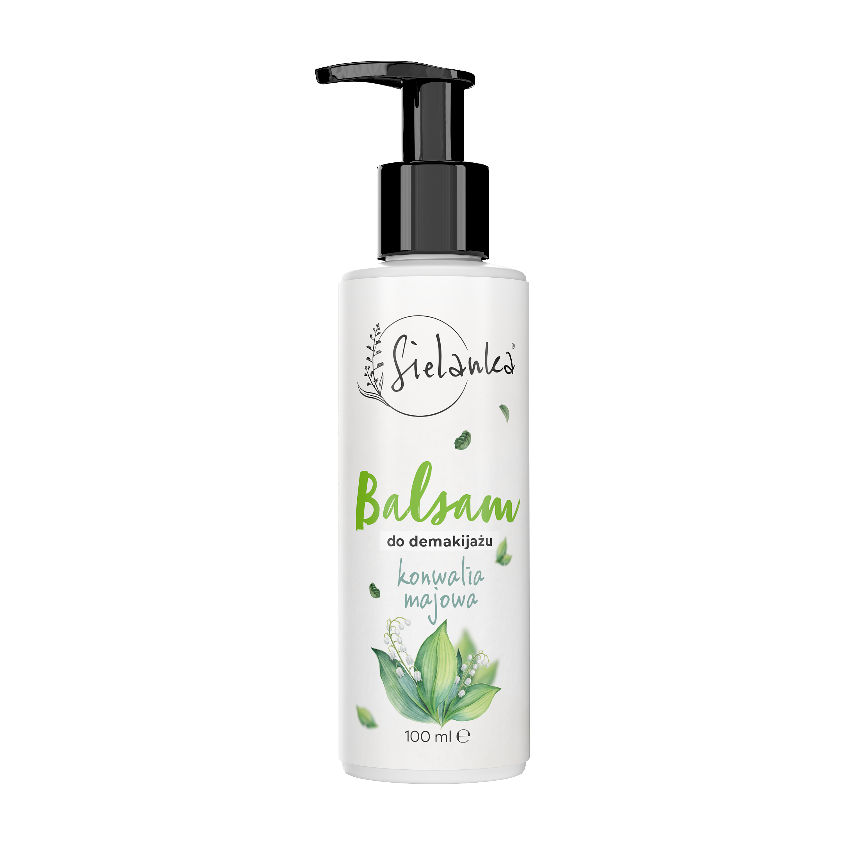 Sielanka®
Balsam
do demakijażu
konwalia
majowa
100 ml ℮